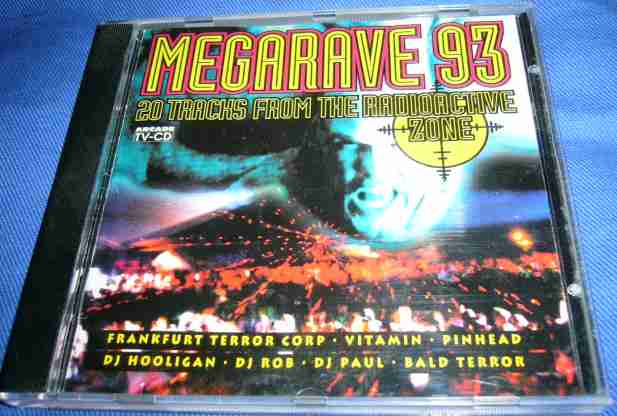 MEGARAVE 93
20 TRACKS FROM THE RADIOACTIVE
ZONE
ARCADE
TV-CD
FRANKFURT TERROR CORP · VITAMIN · PINHEAD
DJ HOOLIGAN · DJ ROB · DJ PAUL · BALD TERROR